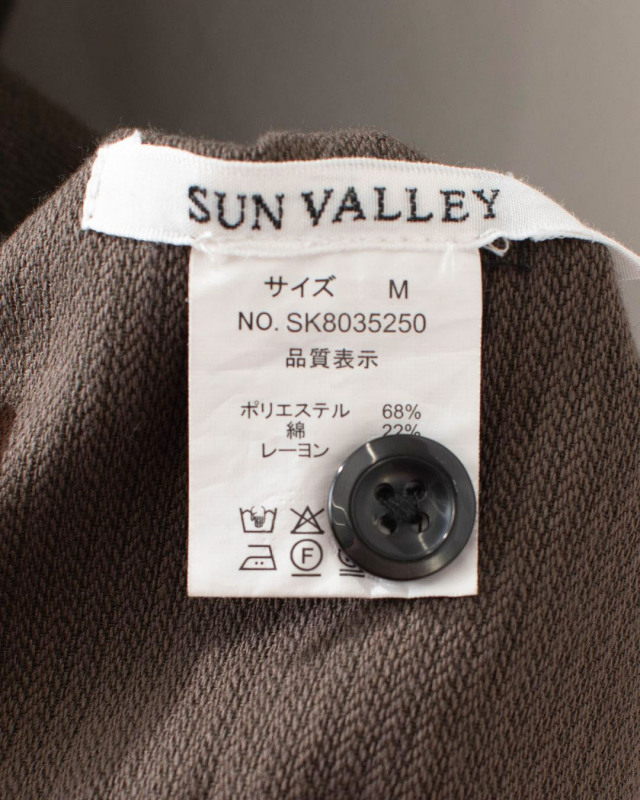 SUN VALLEY
サイズ M
NO. SK8035250
品質表示
ポリエステル 68%
綿 22%
レーヨン
F